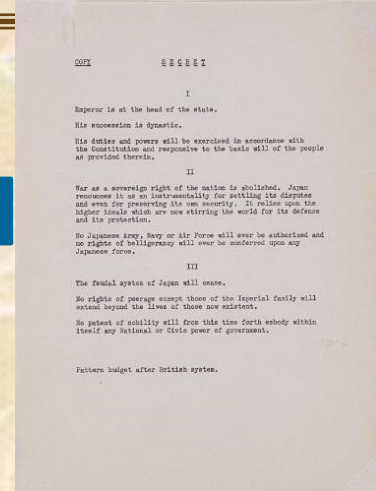 COPY
SECRET
I
Emperor is at the head of the state.
His succession is dynastic.
His duties and powers will be exercised in accordance with
the Constitution and responsive to the basic will of the people
as provided therein.
II
War as a sovereign right of the nation is abolished. Japan
renounces it as an instrumentality for settling its disputes
and even for preserving its own security. It relies upon the
higher ideals which are now stirring the world for its defense
and its protection.
No Japanese Army, Navy or Air Force will ever be authorized and
no rights of belligerency will ever be conferred upon any
Japanese force.
III
The feudal system of Japan will cease.
No rights of peerage except those of the Imperial family will
extend beyond the lives of those now existent.
No patent of nobility will from this time forth embody within
itself any National or Civic power of government.
Pattern budget after British system.